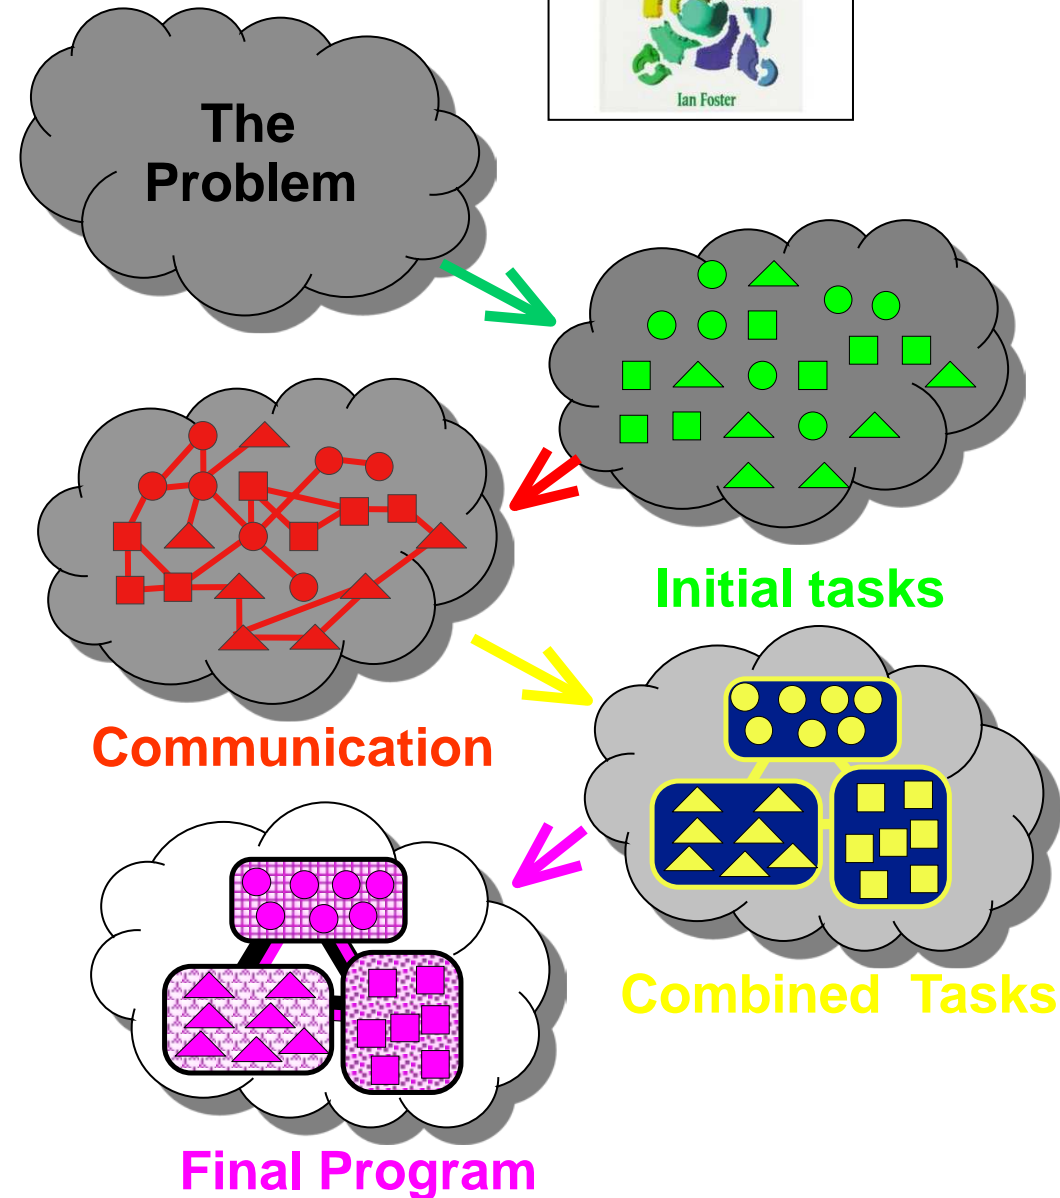 Ian Foster
The
Problem
Initial tasks
Communication
Combined Tasks
Final Program